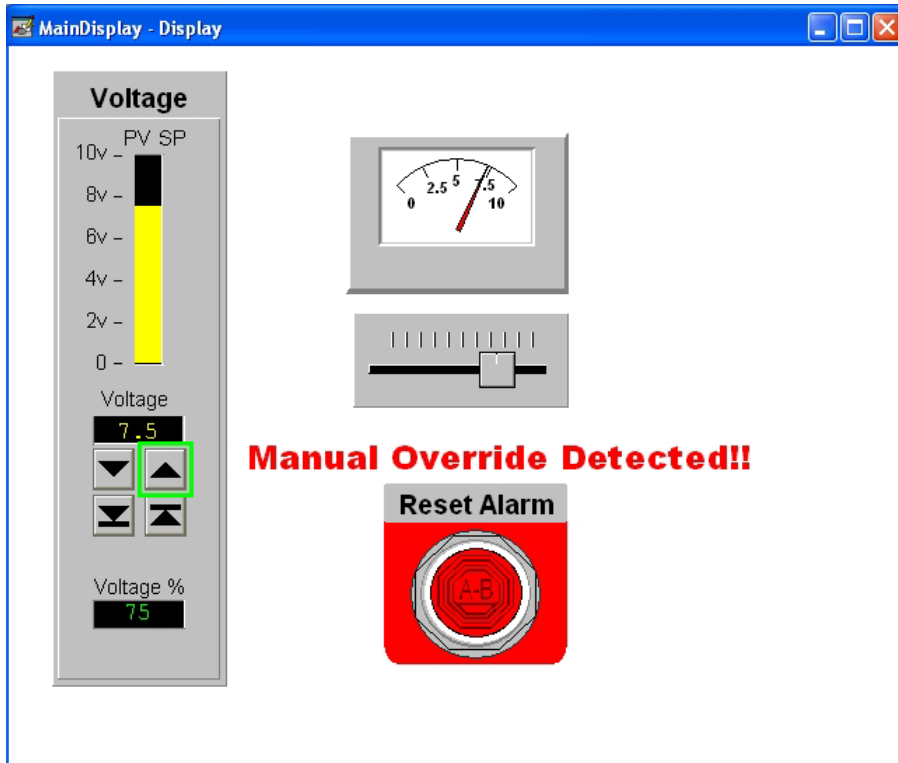 MainDisplay - Display
Voltage
PV SP
10v
8v
6v
4v
2v
0
Voltage
7.5
Voltage %
75
0 2.5 5 7.5 10
Manual Override Detected!!
Reset Alarm
A-B